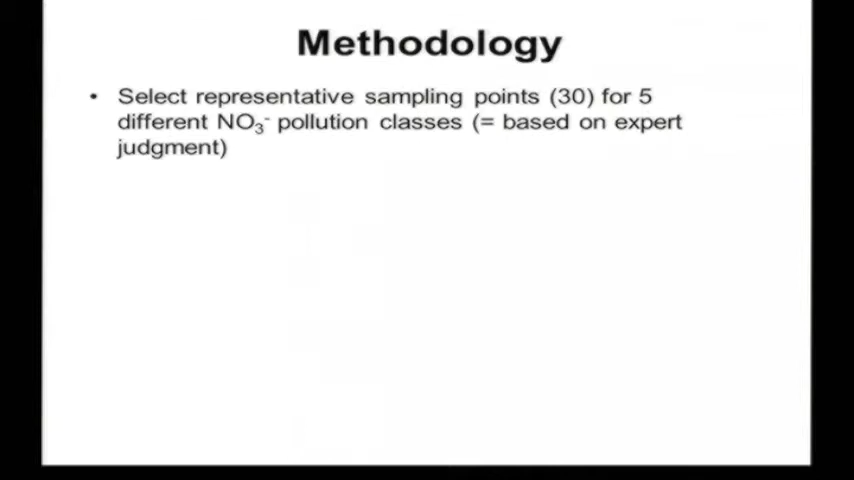 Methodology
• Select representative sampling points (30) for 5
different NO₃⁻ pollution classes (= based on expert
judgment)